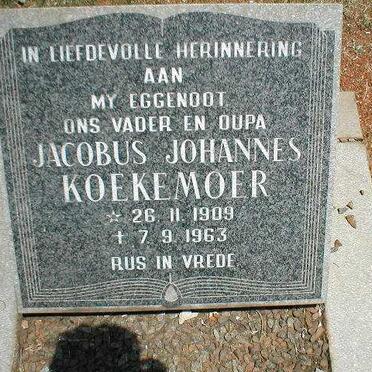 IN LIEFDEVOLLE HERINNERING
AAN
MY EGGENOOT
ONS VADER EN OUPA
JACOBUS JOHANNES
KOEKEMOER
☆ 26.11.1909
† 7.9.1963
RUS IN VREDE